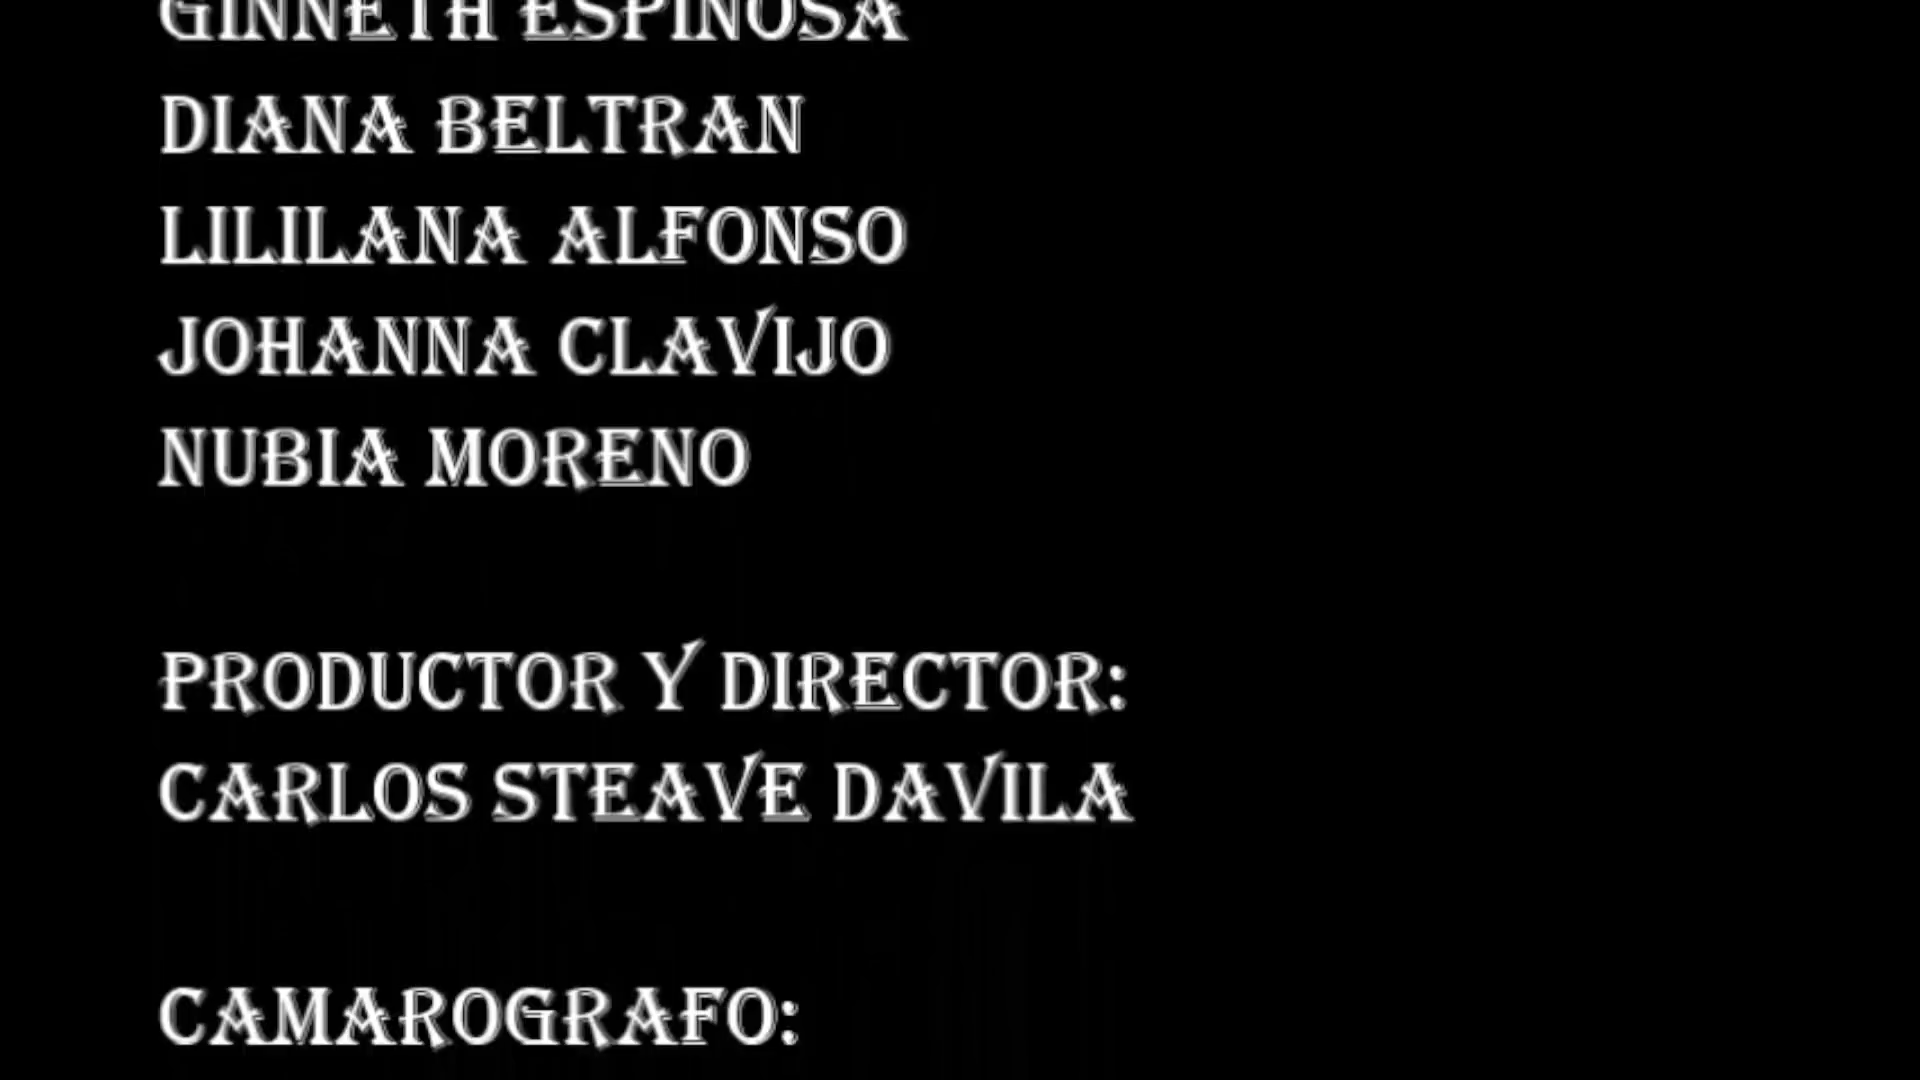 GINNETH ESPINOSA
DIANA BELTRAN
LILILANA ALFONSO
JOHANNA CLAVIJO
NUBIA MORENO
PRODUCTOR Y DIRECTOR:
CARLOS STEAVE DAVILA
CAMAROGRAFO: